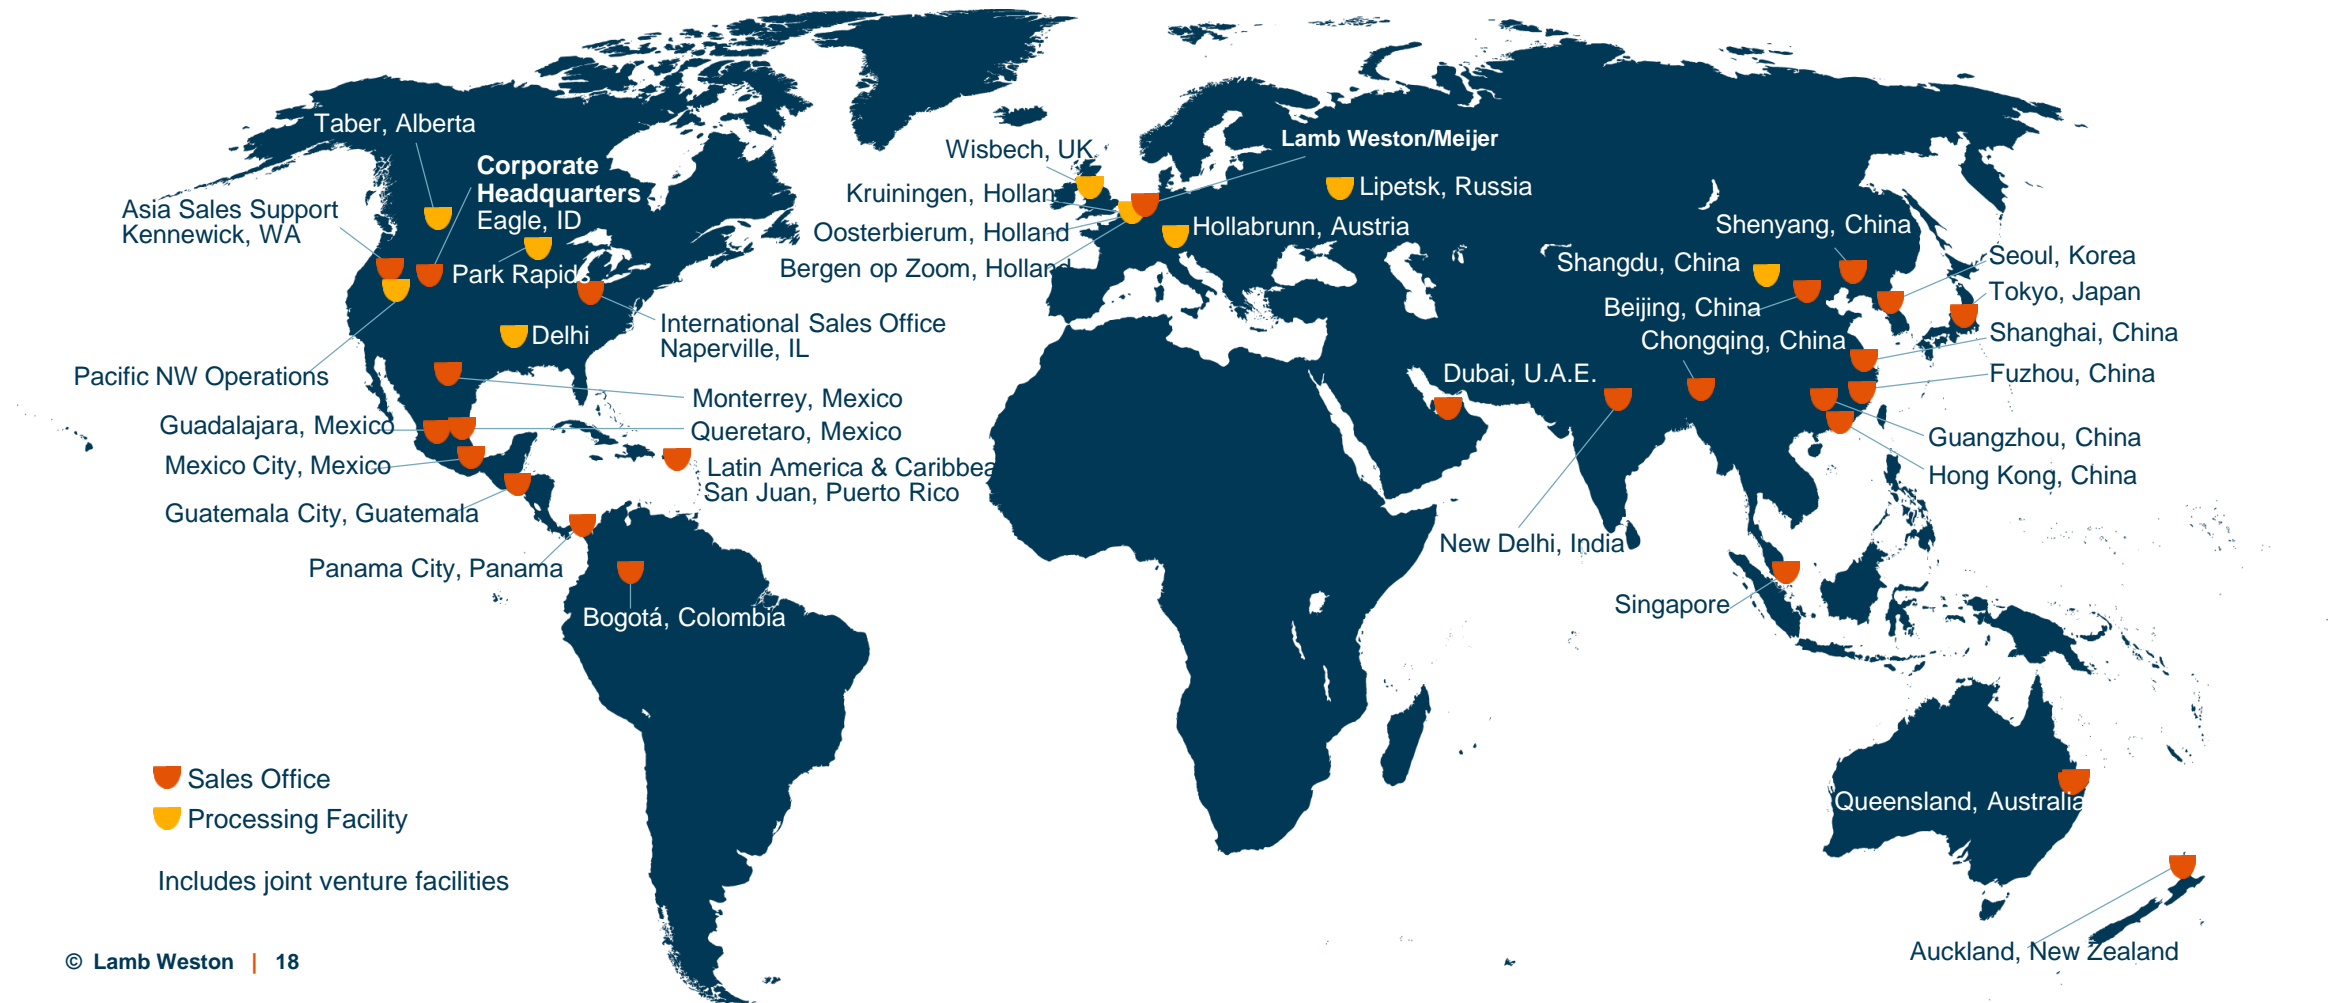 Taber, Alberta
Corporate
Headquarters
Eagle, ID
Asia Sales Support
Kennewick, WA
Park Rapids
International Sales Office
Naperville, IL
Delhi
Pacific NW Operations
Monterrey, Mexico
Guadalajara, Mexico
Queretaro, Mexico
Mexico City, Mexico
Latin America & Caribbea
San Juan, Puerto Rico
Guatemala City, Guatemala
Panama City, Panama
Bogotá, Colombia
Wisbech, UK
Lamb Weston/Meijer
Kruiningen, Hollan
Lipetsk, Russia
Oosterbierum, Holland
Hollabrunn, Austria
Bergen op Zoom, Holland
Shenyang, China
Shangdu, China
Seoul, Korea
Beijing, China
Tokyo, Japan
Chongqing, China
Shanghai, China
Dubai, U.A.E.
Fuzhou, China
Guangzhou, China
Hong Kong, China
New Delhi, India
Singapore
Queensland, Australia
Auckland, New Zealand
Sales Office
Processing Facility
Includes joint venture facilities
© Lamb Weston | 18